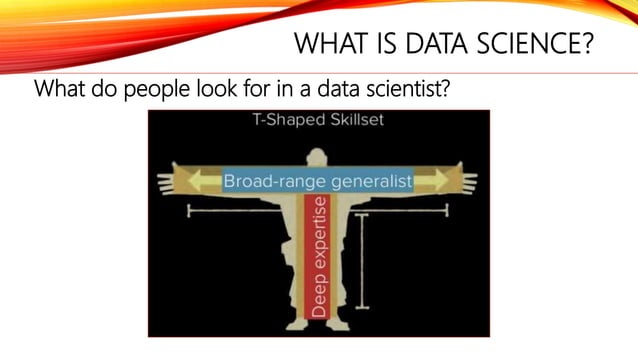 WHAT IS DATA SCIENCE?
What do people look for in a data scientist?
T-Shaped Skillset
Broad-range generalist
Deep expertise